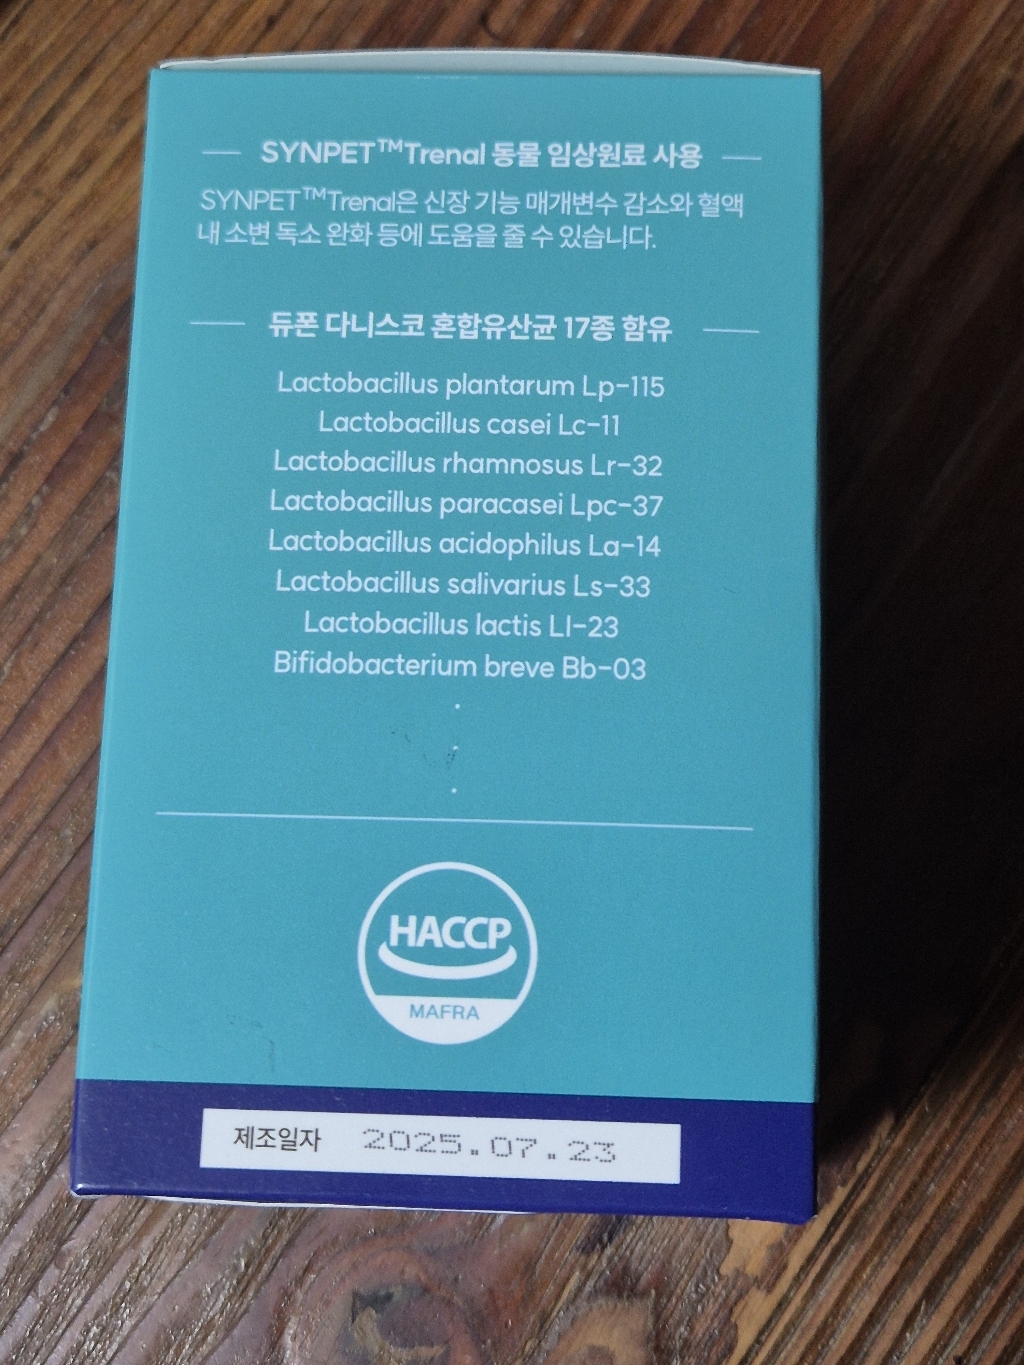 SYNPET™Trenal 동물 임상원료 사용
SYNPET™Trenal은 신장 기능 매개변수 감소와 혈액
내 소변 독소 완화 등에 도움을 줄 수 있습니다.
듀폰 다니스코 혼합유산균 17종 함유
Lactobacillus plantarum Lp-115
Lactobacillus casei Lc-11
Lactobacillus rhamnosus Lr-32
Lactobacillus paracasei Lpc-37
Lactobacillus acidophilus La-14
Lactobacillus salivarius Ls-33
Lactobacillus lactis Ll-23
Bifidobacterium breve Bb-03
HACCP
MAFRA
제조일자 2025.07.23